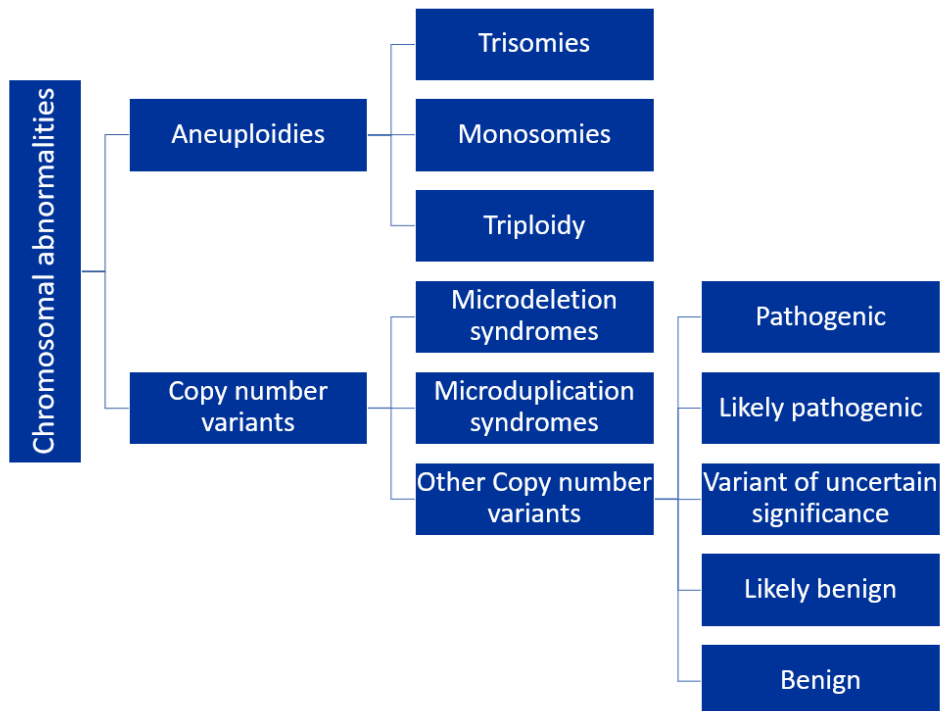 Chromosomal abnormalities
Aneuploidies
Trisomies
Monosomies
Triploidy
Copy number
variants
Microdeletion
syndromes
Microduplication
syndromes
Other Copy number
variants
Pathogenic
Likely pathogenic
Variant of uncertain
significance
Likely benign
Benign